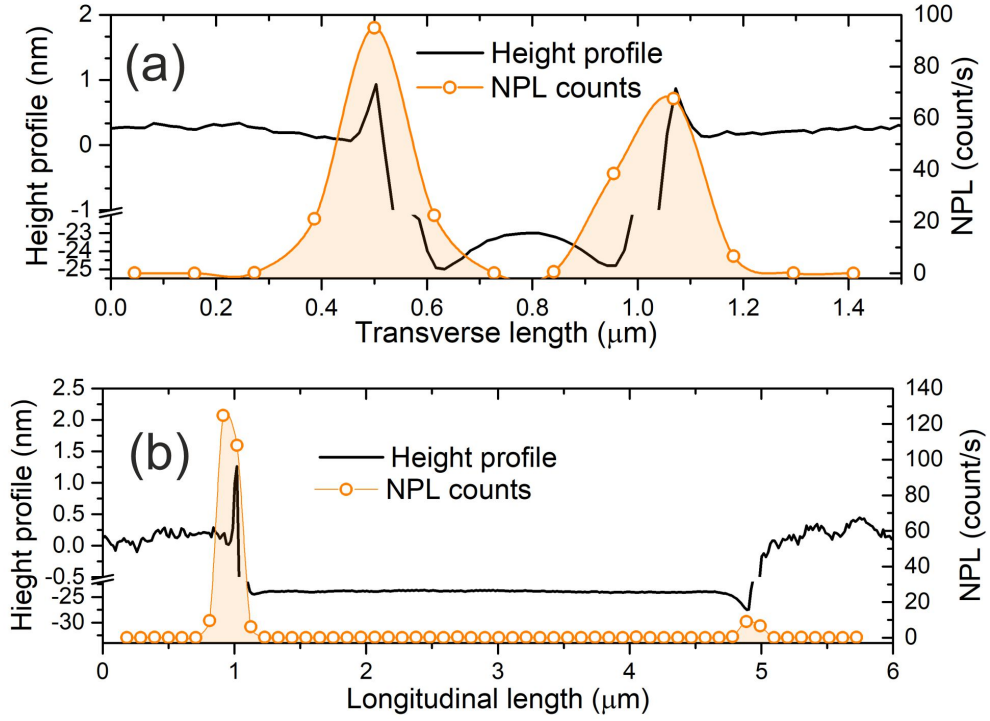 (a)
Height profile
NPL counts
Height profile (nm)
2
1
0
-1
-23
-24
-25
NPL (count/s)
100
80
60
40
20
0
0.0 0.2 0.4 0.6 0.8 1.0 1.2 1.4
Transverse length (μm)
(b)
Height profile
NPL counts
Hieght profile (nm)
2.5
2.0
1.5
1.0
0.5
0.0
-0.5
-25
-30
NPL (count/s)
140
120
100
80
60
40
20
0
0 1 2 3 4 5 6
Longitudinal length (μm)